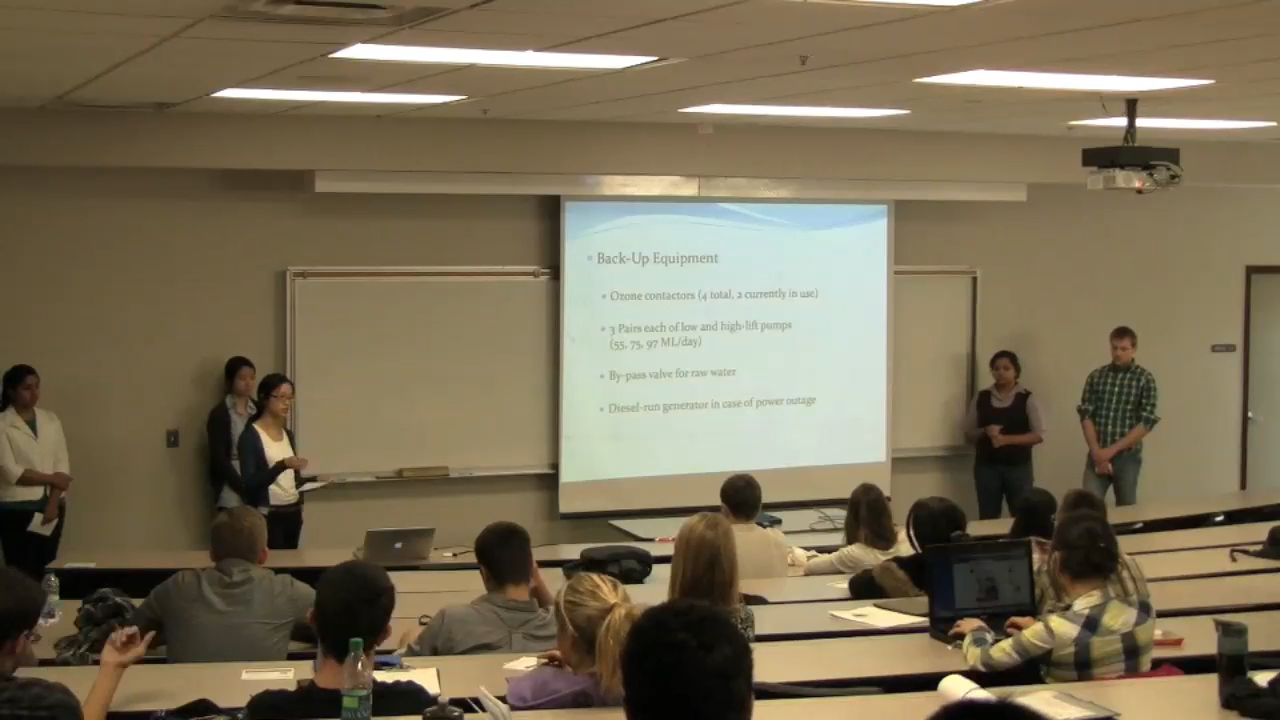 Back-Up Equipment
Ozone contactors (4 total, 2 currently in use)
3 Pairs each of low and high-lift pumps
(55, 75, 97 ML/day)
By-pass valve for raw water
Diesel-run generator in case of power outage